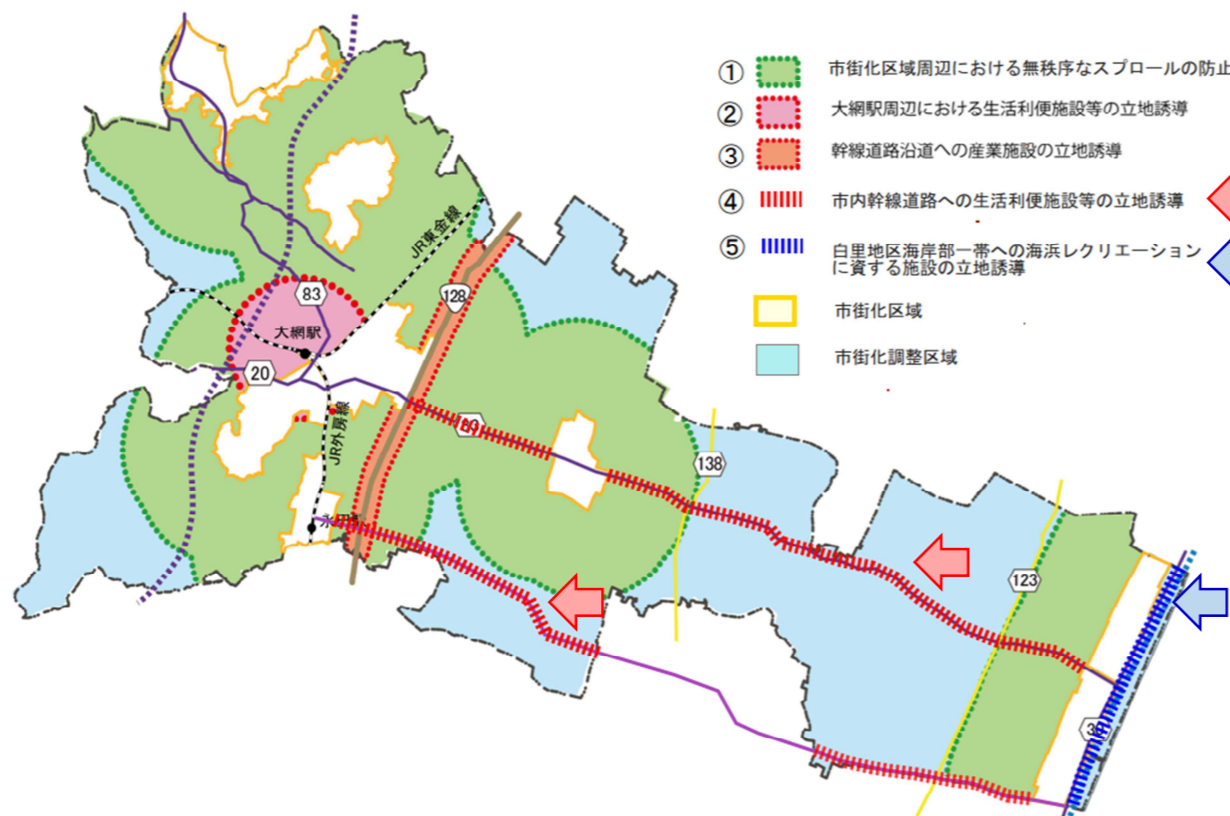 ① 市街化区域周辺における無秩序なスプロールの防止
② 大網駅周辺における生活利便施設等の立地誘導
③ 幹線道路沿道への産業施設の立地誘導
④ 市内幹線道路への生活利便施設等の立地誘導
⑤ 白里地区海岸部一帯への海浜レクリエーション
に資する施設の立地誘導
市街化区域
市街化調整区域
JR東金線
83
128
大網駅
20
JR外房線
138
123